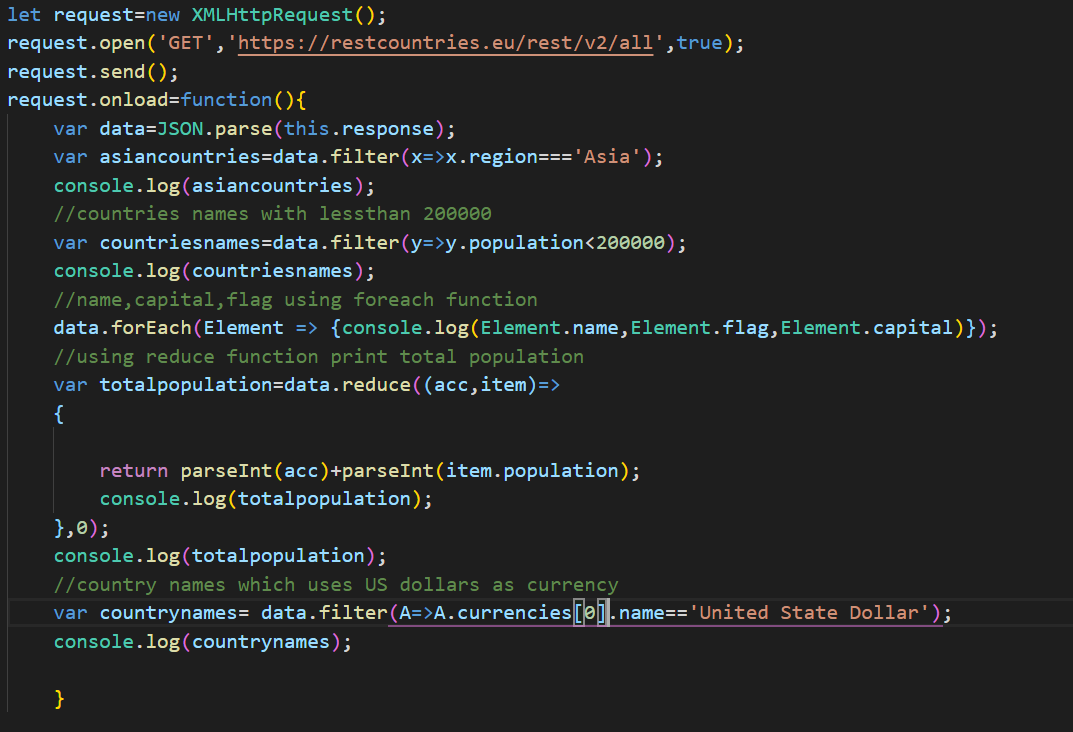 let request=new XMLHttpRequest();
request.open('GET','https://restcountries.eu/rest/v2/all',true);
request.send();
request.onload=function(){
    var data=JSON.parse(this.response);
    var asiancountries=data.filter(x=>x.region==='Asia');
    console.log(asiancountries);
    //countries names with lessthan 200000
    var countriesnames=data.filter(y=>y.population<200000);
    console.log(countriesnames);
    //name,capital,flag using foreach function
    data.forEach(Element => {console.log(Element.name,Element.flag,Element.capital)});
    //using reduce function print total population
    var totalpopulation=data.reduce((acc,item)=>
    {
        return parseInt(acc)+parseInt(item.population);
        console.log(totalpopulation);
    },0);
    console.log(totalpopulation);
    //country names which uses US dollars as currency
    var countrynames= data.filter(A=>A.currencies[0].name=='United State Dollar');
    console.log(countrynames);
    }